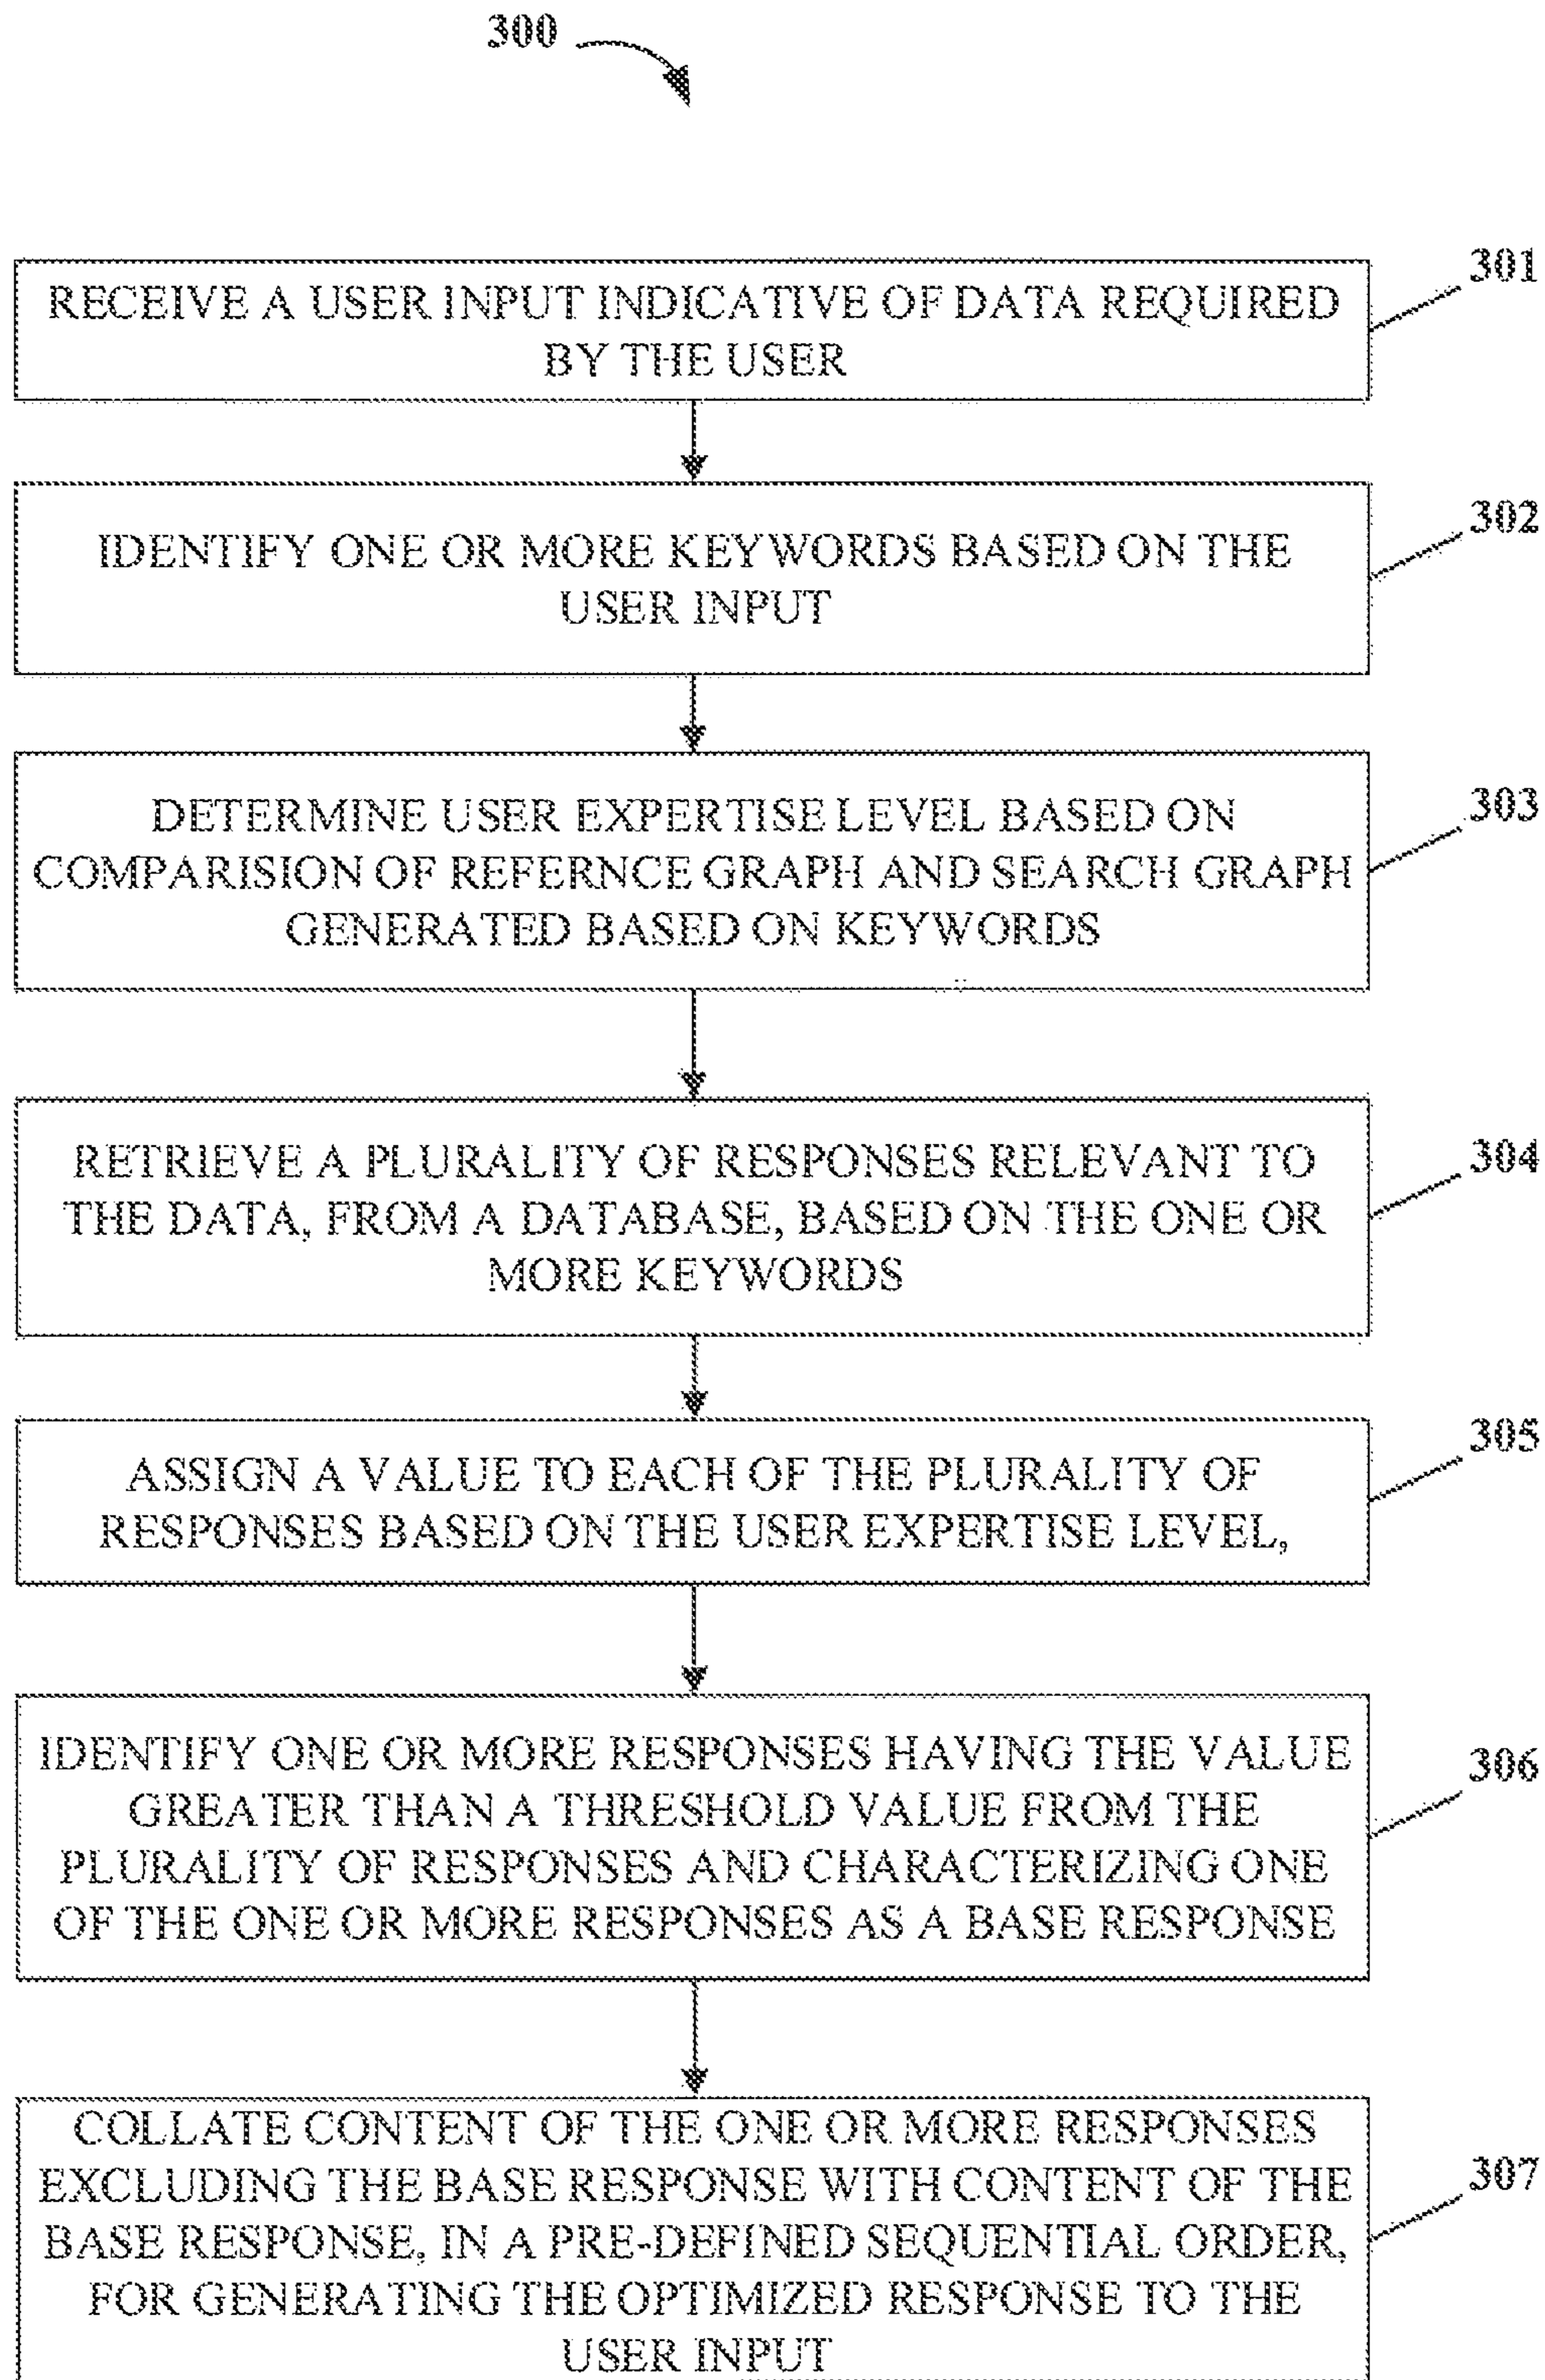 300
301
RECEIVE A USER INPUT INDICATIVE OF DATA REQUIRED
BY THE USER
302
IDENTIFY ONE OR MORE KEYWORDS BASED ON THE
USER INPUT
303
DETERMINE USER EXPERTISE LEVEL BASED ON
COMPARISION OF REFERNCE GRAPH AND SEARCH GRAPH
GENERATED BASED ON KEYWORDS
304
RETRIEVE A PLURALITY OF RESPONSES RELEVANT TO
THE DATA, FROM A DATABASE, BASED ON THE ONE OR
MORE KEYWORDS
305
ASSIGN A VALUE TO EACH OF THE PLURALITY OF
RESPONSES BASED ON THE USER EXPERTISE LEVEL,
306
IDENTIFY ONE OR MORE RESPONSES HAVING THE VALUE
GREATER THAN A THRESHOLD VALUE FROM THE
PLURALITY OF RESPONSES AND CHARACTERIZING ONE
OF THE ONE OR MORE RESPONSES AS A BASE RESPONSE
307
COLLATE CONTENT OF THE ONE OR MORE RESPONSES
EXCLUDING THE BASE RESPONSE WITH CONTENT OF THE
BASE RESPONSE, IN A PRE-DEFINED SEQUENTIAL ORDER,
FOR GENERATING THE OPTIMIZED RESPONSE TO THE
USER INPUT